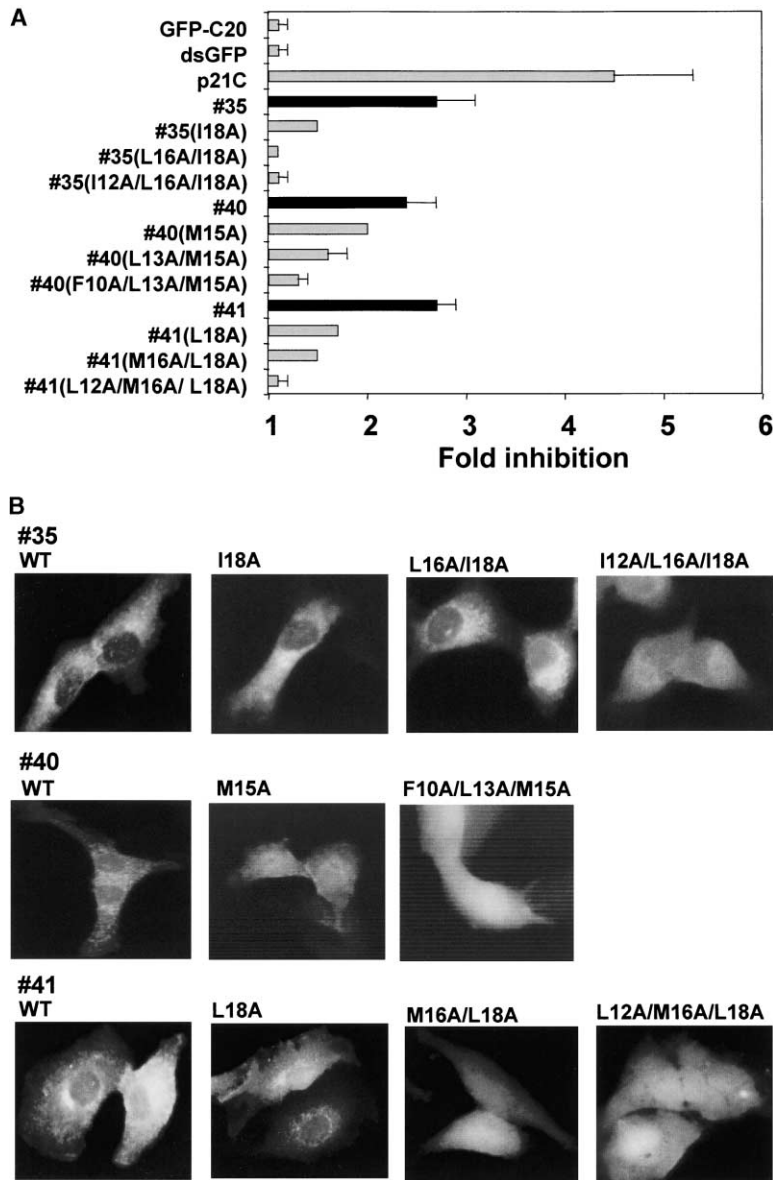 A
GFP-C20
dsGFP
p21C
#35
#35(I18A)
#35(L16A/I18A)
#35(I12A/L16A/I18A)
#40
#40(M15A)
#40(L13A/M15A)
#40(F10A/L13A/M15A)
#41
#41(L18A)
#41(M16A/L18A)
#41(L12A/M16A/ L18A)
1 2 3 4 5 6
Fold inhibition
B
#35
WT I18A L16A/I18A I12A/L16A/I18A
#40
WT M15A F10A/L13A/M15A
#41
WT L18A M16A/L18A L12A/M16A/L18A